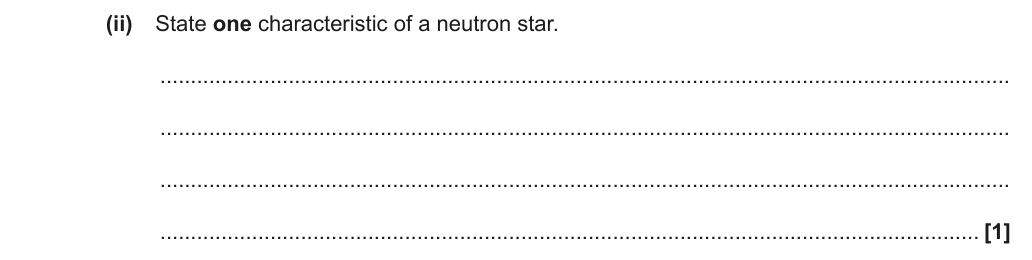 (ii) State one characteristic of a neutron star.
[1]